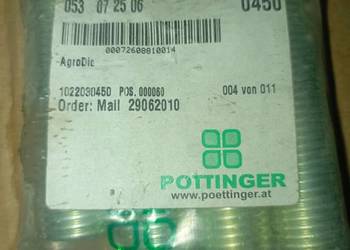 053 07 25 06 0450
00072608810014
AgroDic
1022030450 POS.000060 004 von 011
Order: Mail 29062010
PÖTTINGER
www.poettinger.at